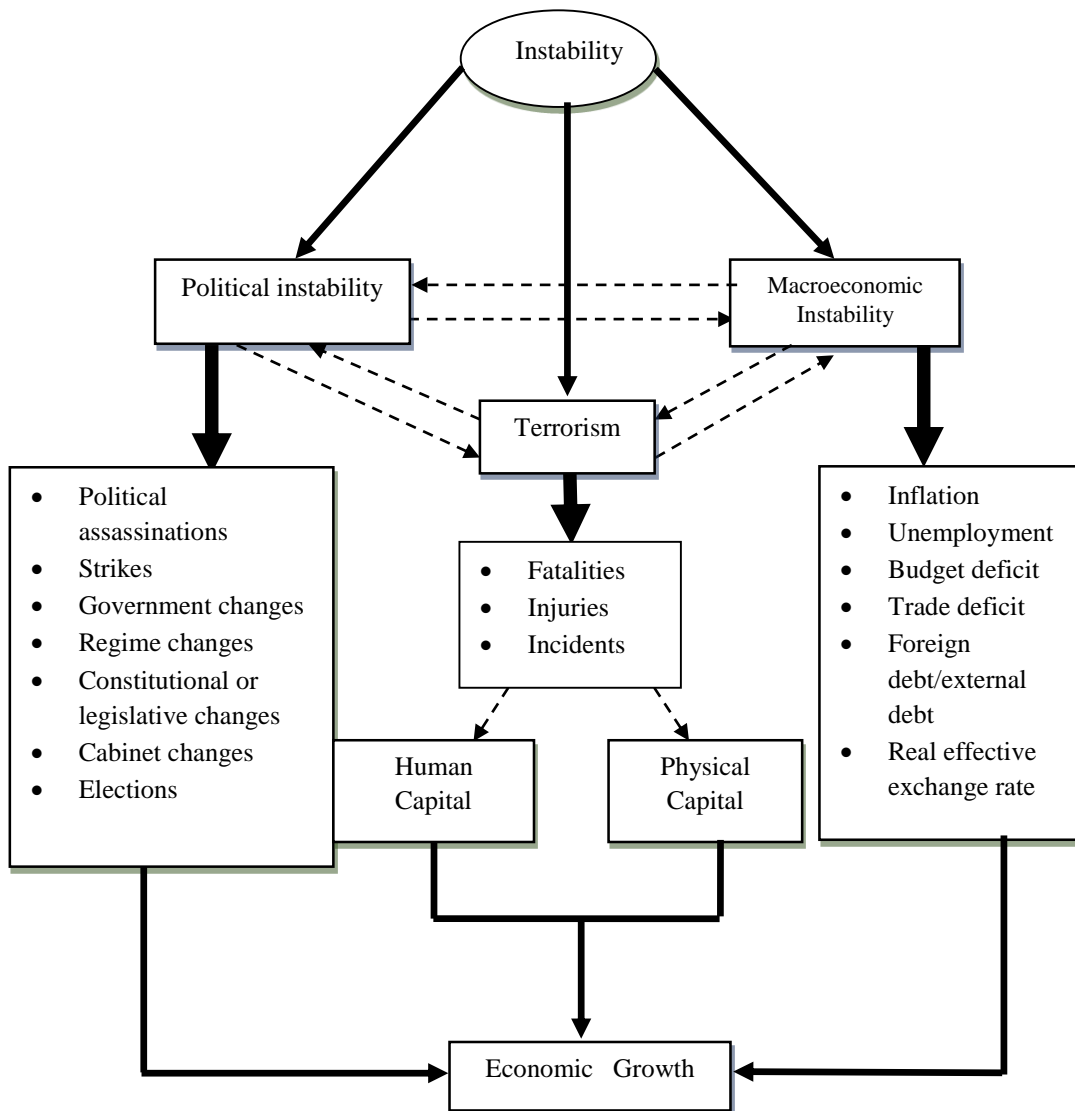 Instability
Political instability
Macroeconomic
Instability
Terrorism
• Political
assassinations
• Strikes
• Government changes
• Regime changes
• Constitutional or
legislative changes
• Cabinet changes
• Elections
• Fatalities
• Injuries
• Incidents
• Inflation
• Unemployment
• Budget deficit
• Trade deficit
• Foreign
debt/external
debt
• Real effective
exchange rate
Human
Capital
Physical
Capital
Economic Growth